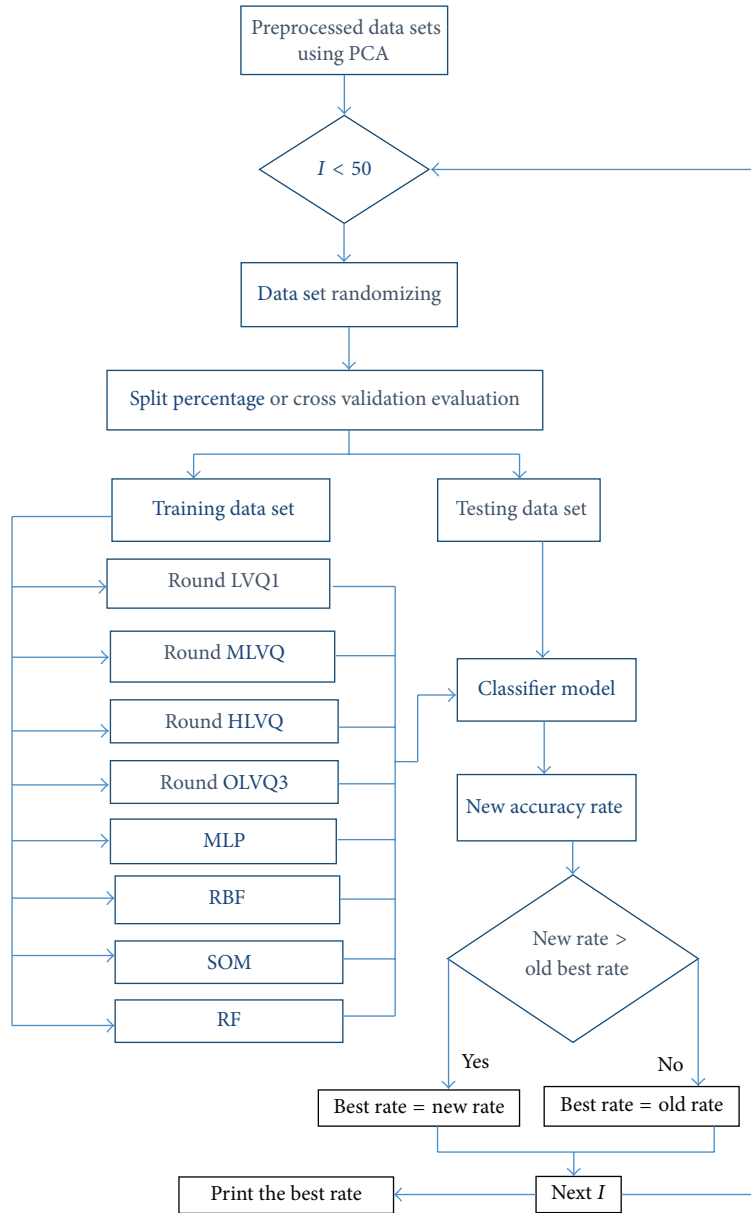 Preprocessed data sets
using PCA
I < 50
Data set randomizing
Split percentage or cross validation evaluation
Training data set
Testing data set
Round LVQ1
Round MLVQ
Classifier model
Round HLVQ
Round OLVQ3
New accuracy rate
MLP
RBF
New rate >
old best rate
SOM
RF
Yes
No
Best rate = new rate
Best rate = old rate
Print the best rate
Next I